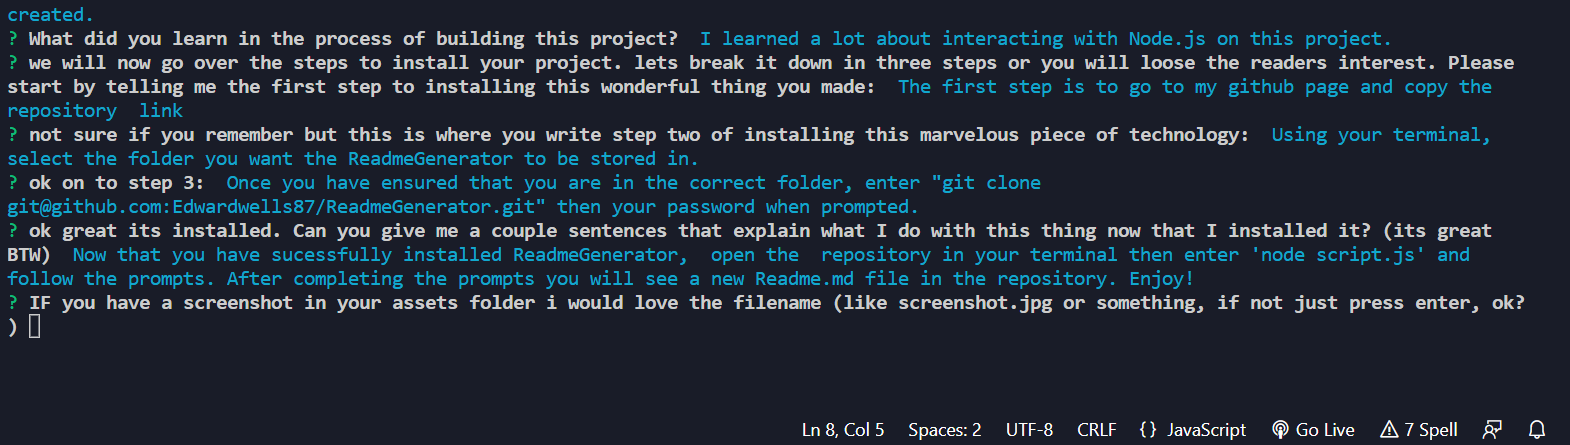 created.
? What did you learn in the process of building this project?  I learned a lot about interacting with Node.js on this project.
? we will now go over the steps to install your project. lets break it down in three steps or you will loose the readers interest. Please
start by telling me the first step to installing this wonderful thing you made:  The first step is to go to my github page and copy the
repository  link
? not sure if you remember but this is where you write step two of installing this marvelous piece of technology:  Using your terminal,
select the folder you want the ReadmeGenerator to be stored in.
? ok on to step 3:  Once you have ensured that you are in the correct folder, enter "git clone
git@github.com:Edwardwells87/ReadmeGenerator.git" then your password when prompted.
? ok great its installed. Can you give me a couple sentences that explain what I do with this thing now that I installed it? (its great
BTW)  Now that you have sucessfully installed ReadmeGenerator,  open the  repository in your terminal then enter 'node script.js' and
follow the prompts. After completing the prompts you will see a new Readme.md file in the repository. Enjoy!
? IF you have a screenshot in your assets folder i would love the filename (like screenshot.jpg or something, if not just press enter, ok?
)
Ln 8, Col 5 Spaces: 2 UTF-8 CRLF {} JavaScript Go Live 7 Spell